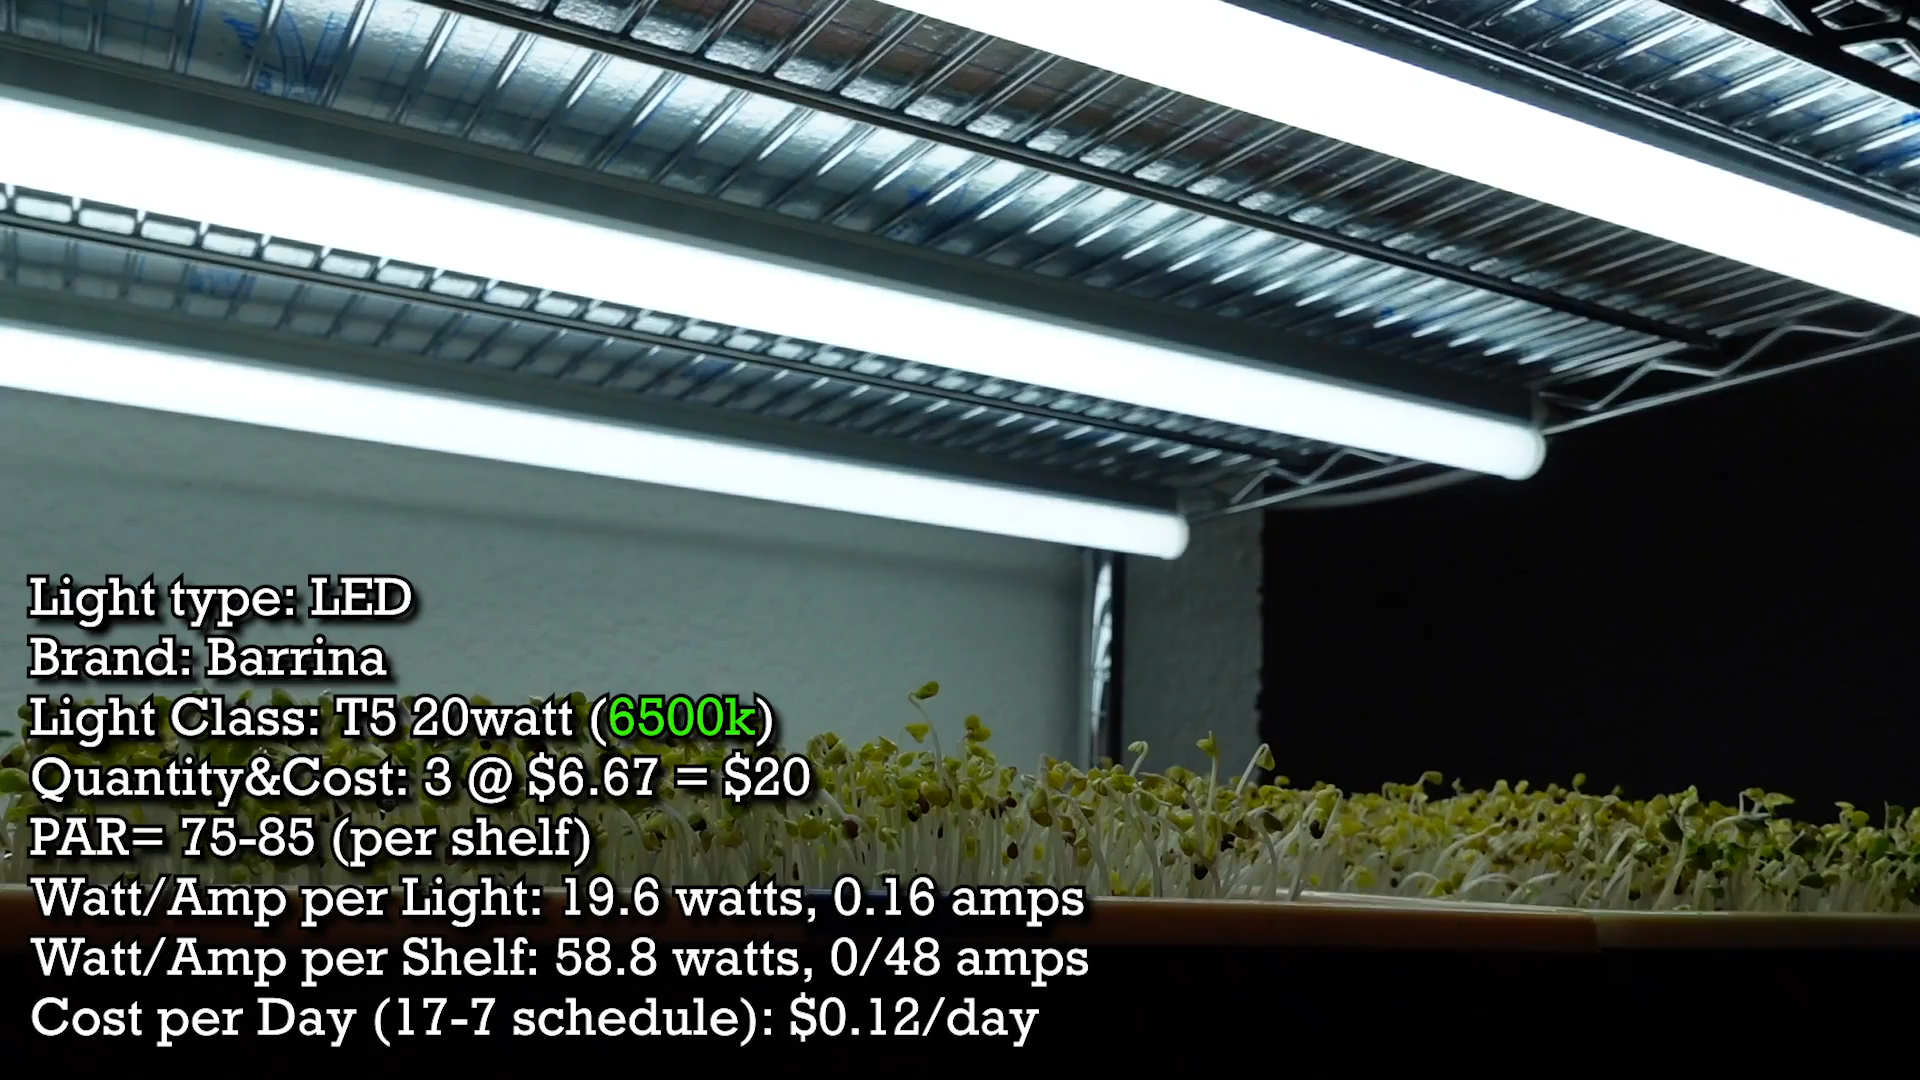 Light type: LED
Brand: Barrina
Light Class: T5 20watt (6500k)
Quantity&Cost: 3 @ $6.67 = $20
PAR= 75-85 (per shelf)
Watt/Amp per Light: 19.6 watts, 0.16 amps
Watt/Amp per Shelf: 58.8 watts, 0/48 amps
Cost per Day (17-7 schedule): $0.12/day